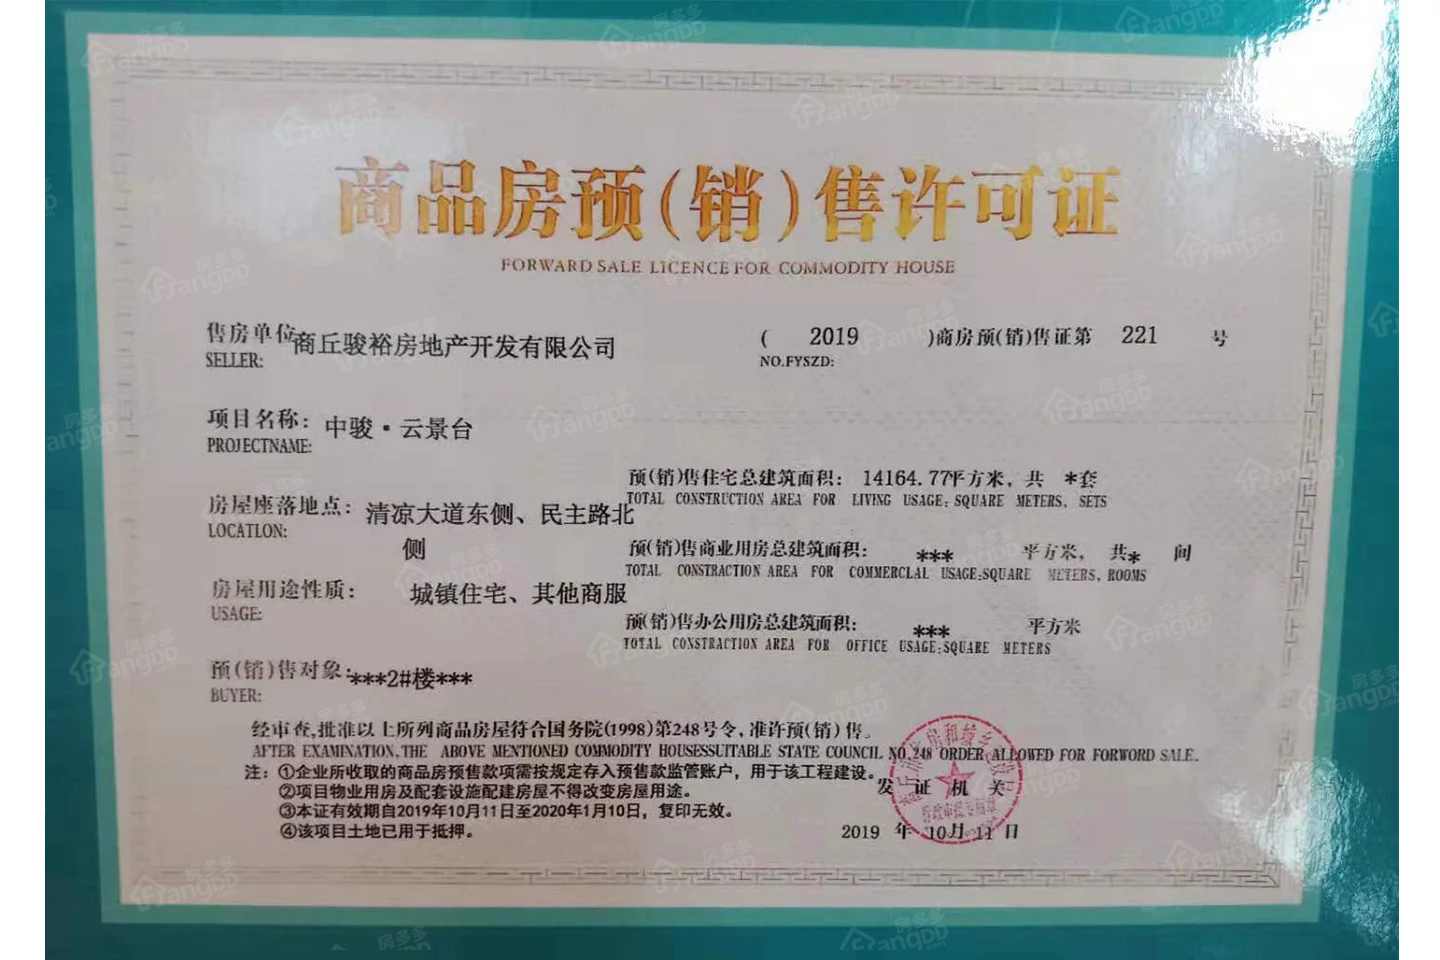 商品房预(销)售许可证
FORWARD SALE LICENCE FOR COMMODITY HOUSE
售房单位 商丘骏裕房地产开发有限公司
SELLER:
( 2019 )商房预(销)售证第 221 号
NO.FYSZD:
项目名称: 中骏·云景台
PROJECTNAME:
房屋座落地点: 清凉大道东侧、民主路北
LOCATLON:
侧
房屋用途性质: 城镇住宅、其他商服
USAGE:
预(销)售对象: ***2#楼***
BUYER:
预(销)售住宅总建筑面积: 14164.77平方米, 共 *套
TOTAL CONSTRUCTION AREA FOR LIVING USAGE: SQUARE METERS, SETS
预(销)售商业用房总建筑面积: *** 平方米, 共* 间
TOTAL CONSTRACTION AREA FOR COMMERCLAL USAGE:SQUARE METERS, ROOMS
预(销)售办公用房总建筑面积: *** 平方米
TOTAL CONSTRACTION AREA FOR OFFICE USAGE:SQUARE METERS
经审查,批准以上所列商品房屋符合国务院(1998)第248号令,准许预(销)售。
AFTER EXAMINATION,THE ABOVE MENTIONED COMMODITY HOUSESSUITABLE STATE COUNCIL NO.248 ORDER ALLOWED FOR FORWORD SALE.
注: ①企业所收取的商品房预售款项需按规定存入预售款监管账户,用于该工程建设。
②项目物业用房及配套设施配建房屋不得改变房屋用途。
③本证有效期自2019年10月11日至2020年1月10日,复印无效。
④该项目土地已用于抵押。
发证机关
2019 年 10月 11 日
房多多
Fangdd